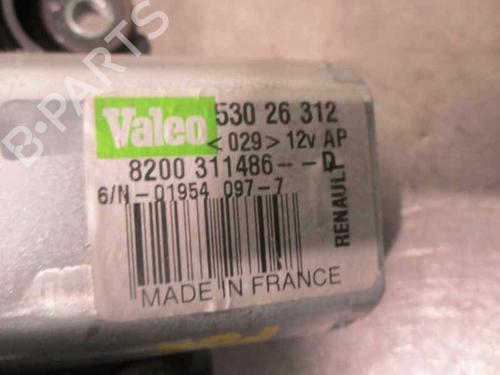 Valeo 530 26 312
<029> 12v AP
8200 311486--D
6/N-01954 097-7
RENAULT
MADE IN FRANCE
B-PARTS